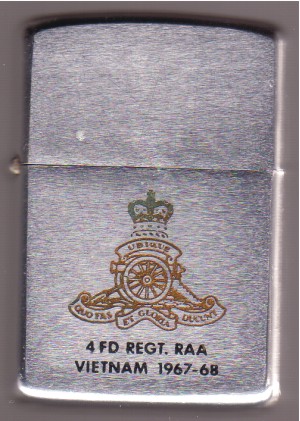 UBIQUE
QUO FAS ET GLORIA DUCUNT
4 FD REGT. RAA
VIETNAM 1967-68